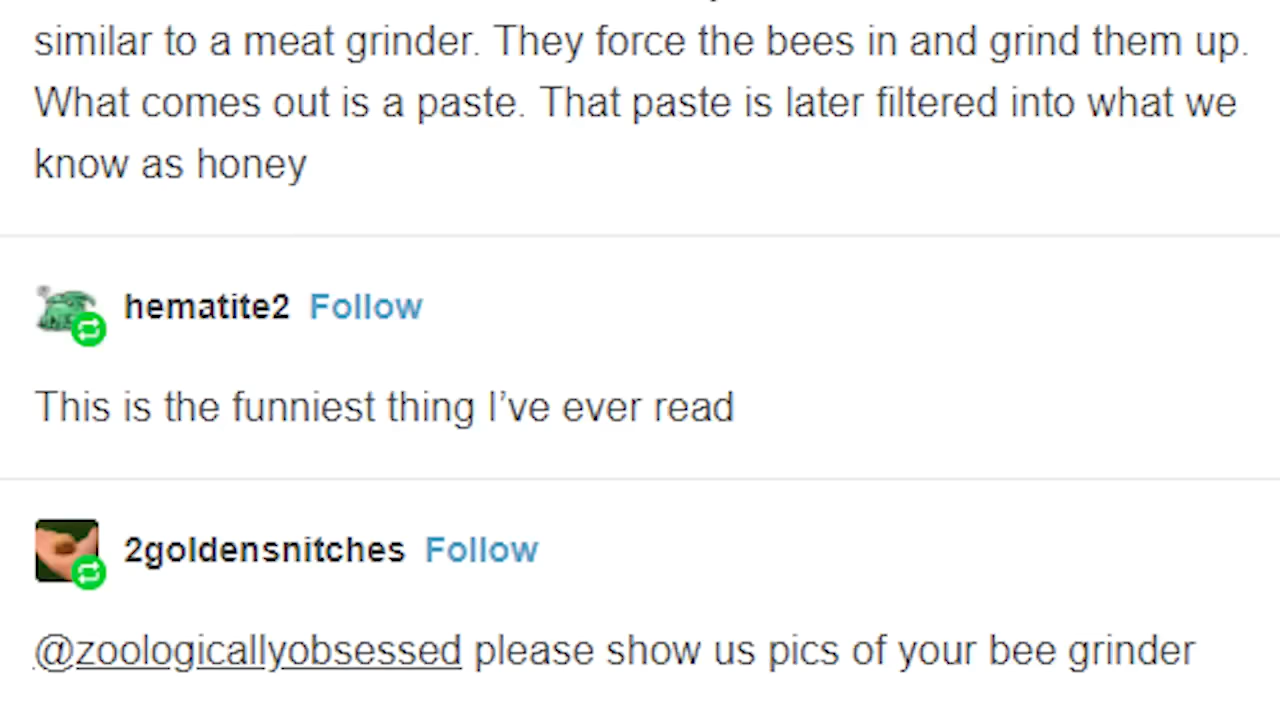 similar to a meat grinder. They force the bees in and grind them up.
What comes out is a paste. That paste is later filtered into what we
know as honey
hematite2 Follow
This is the funniest thing I’ve ever read
2goldensnitches Follow
@zoologicallyobsessed please show us pics of your bee grinder